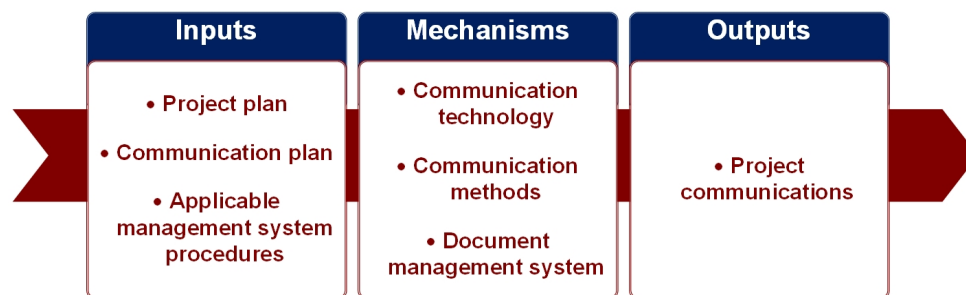 Inputs
• Project plan
• Communication plan
• Applicable
management system
procedures
Mechanisms
• Communication
technology
• Communication
methods
• Document
management system
Outputs
• Project
communications